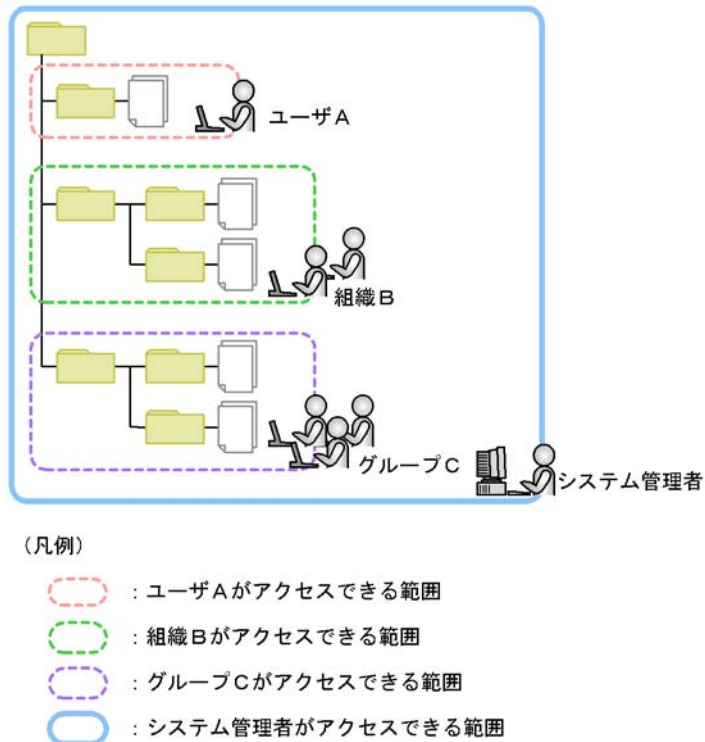 ユーザA
組織B
グループC
システム管理者
(凡例)
:ユーザAがアクセスできる範囲
:組織Bがアクセスできる範囲
:グループCがアクセスできる範囲
:システム管理者がアクセスできる範囲